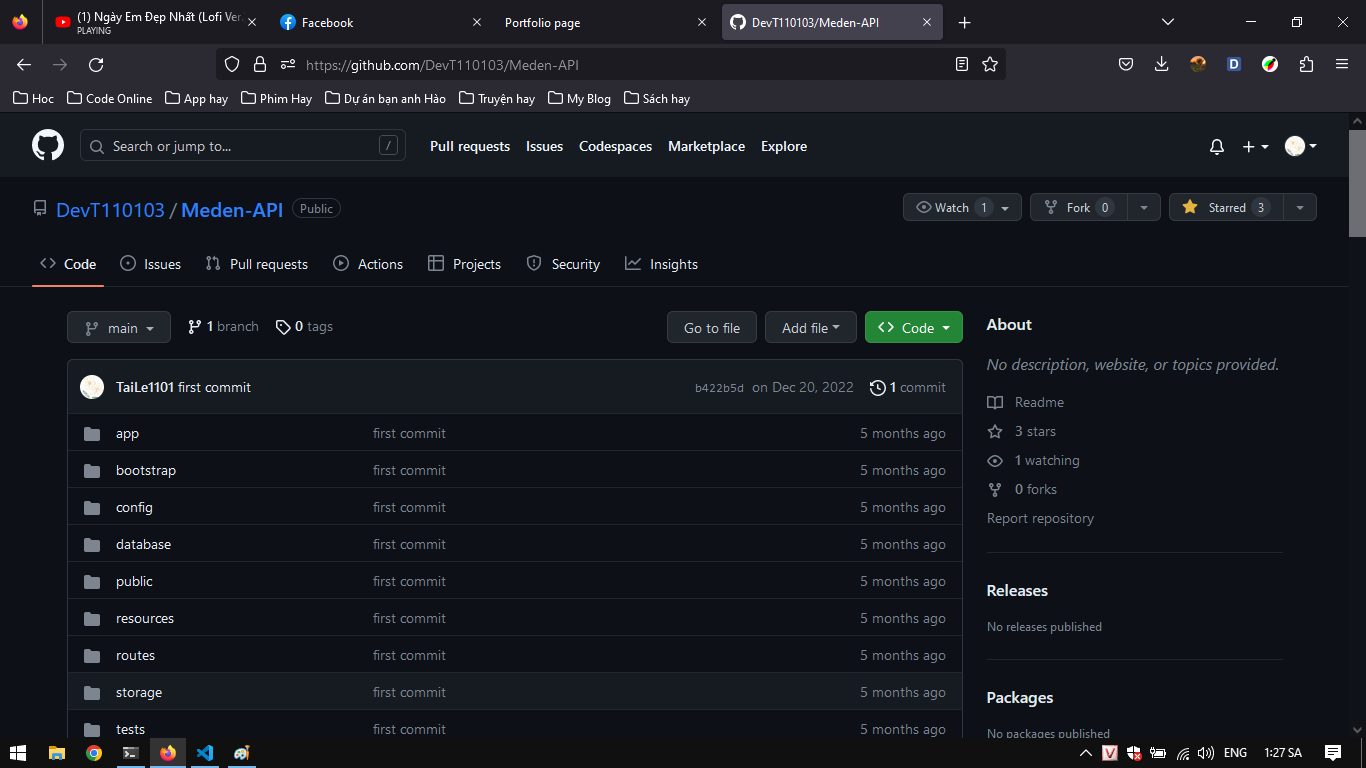 (1) Ngày Em Đẹp Nhất (Lofi Ver.
PLAYING
Facebook
Portfolio page
DevT110103/Meden-API
https://github.com/DevT110103/Meden-API
Hoc
Code Online
App hay
Phim Hay
Dự án bạn anh Hào
Truyện hay
My Blog
Sách hay
Search or jump to...
/
Pull requests
Issues
Codespaces
Marketplace
Explore
DevT110103 / Meden-API
Public
Watch 1
Fork 0
Starred 3
Code
Issues
Pull requests
Actions
Projects
Security
Insights
main
1 branch
0 tags
Go to file
Add file
Code
TaiLe1101 first commit
b422b5d on Dec 20, 2022
1 commit
app first commit 5 months ago
bootstrap first commit 5 months ago
config first commit 5 months ago
database first commit 5 months ago
public first commit 5 months ago
resources first commit 5 months ago
routes first commit 5 months ago
storage first commit 5 months ago
tests first commit 5 months ago
About
No description, website, or topics provided.
Readme
3 stars
1 watching
0 forks
Report repository
Releases
No releases published
Packages
No packages published
ENG
1:27 SA